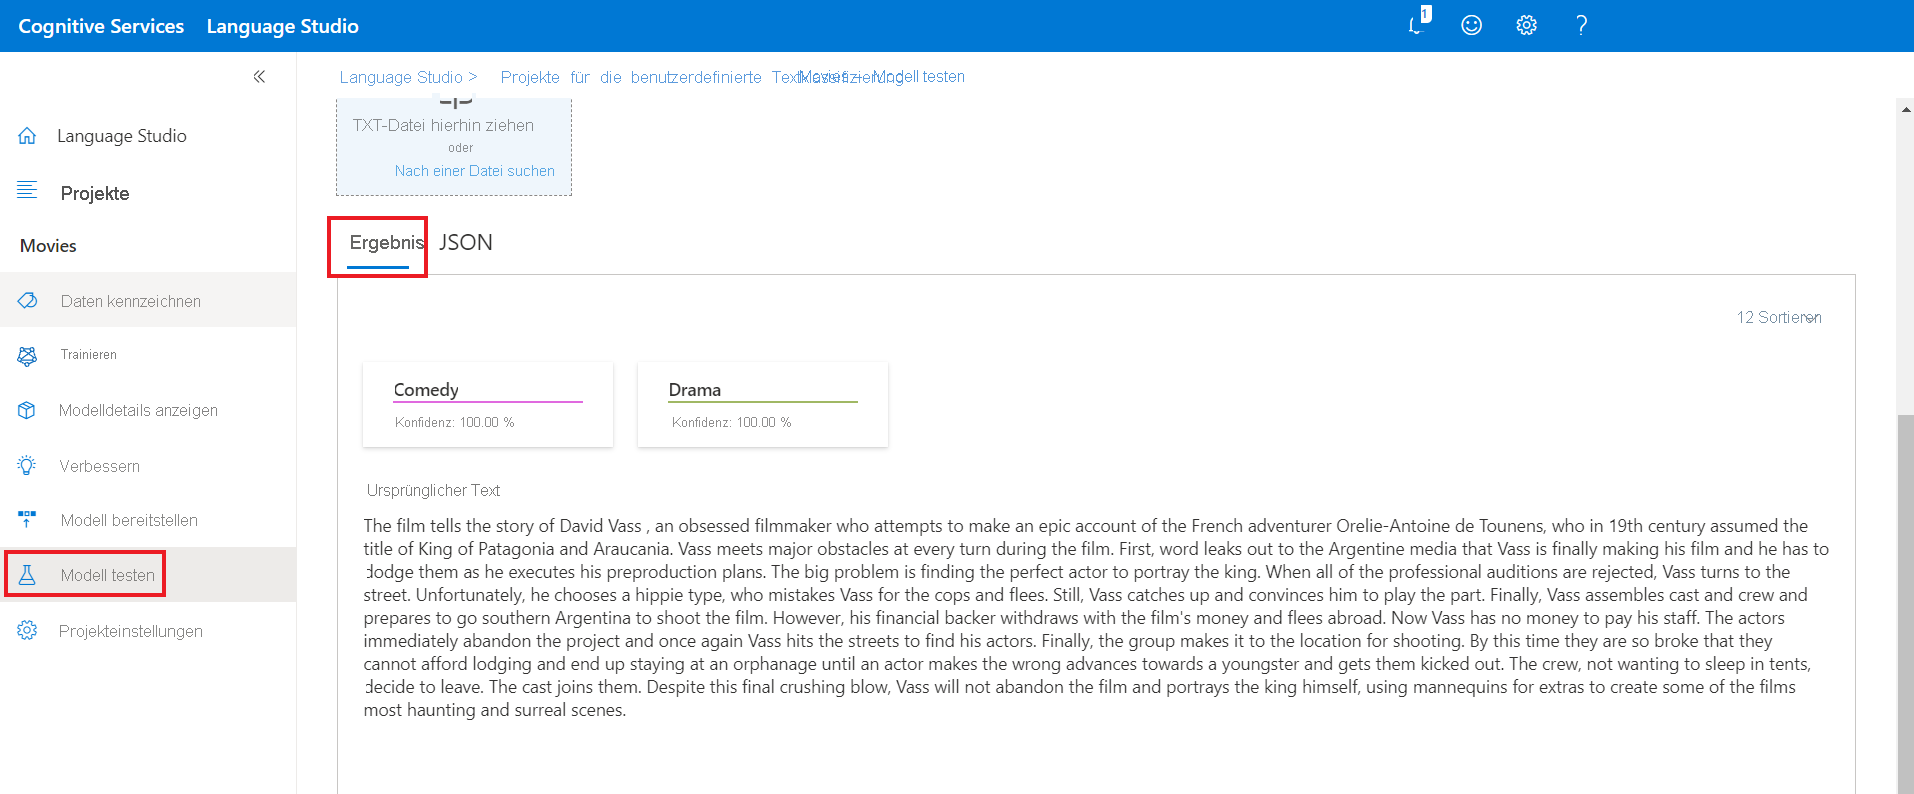 Cognitive Services Language Studio
1
?
Language Studio > Projekte für die benutzerdefinierte Textklassifizierung Movies – Modell testen
Language Studio
Projekte
Movies
Daten kennzeichnen
Trainieren
Modelldetails anzeigen
Verbessern
Modell bereitstellen
Modell testen
Projekteinstellungen
TXT-Datei hierhin ziehen
oder
Nach einer Datei suchen
Ergebnis JSON
12 Sortieren
Comedy
Konfidenz: 100.00 %
Drama
Konfidenz: 100.00 %
Ursprünglicher Text
The film tells the story of David Vass , an obsessed filmmaker who attempts to make an epic account of the French adventurer Orelie-Antoine de Tounens, who in 19th century assumed the
title of King of Patagonia and Araucania. Vass meets major obstacles at every turn during the film. First, word leaks out to the Argentine media that Vass is finally making his film and he has to
dodge them as he executes his preproduction plans. The big problem is finding the perfect actor to portray the king. When all of the professional auditions are rejected, Vass turns to the
street. Unfortunately, he chooses a hippie type, who mistakes Vass for the cops and flees. Still, Vass catches up and convinces him to play the part. Finally, Vass assembles cast and crew and
prepares to go southern Argentina to shoot the film. However, his financial backer withdraws with the film's money and flees abroad. Now Vass has no money to pay his staff. The actors
immediately abandon the project and once again Vass hits the streets to find his actors. Finally, the group makes it to the location for shooting. By this time they are so broke that they
cannot afford lodging and end up staying at an orphanage until an actor makes the wrong advances towards a youngster and gets them kicked out. The crew, not wanting to sleep in tents,
decide to leave. The cast joins them. Despite this final crushing blow, Vass will not abandon the film and portrays the king himself, using mannequins for extras to create some of the films
most haunting and surreal scenes.